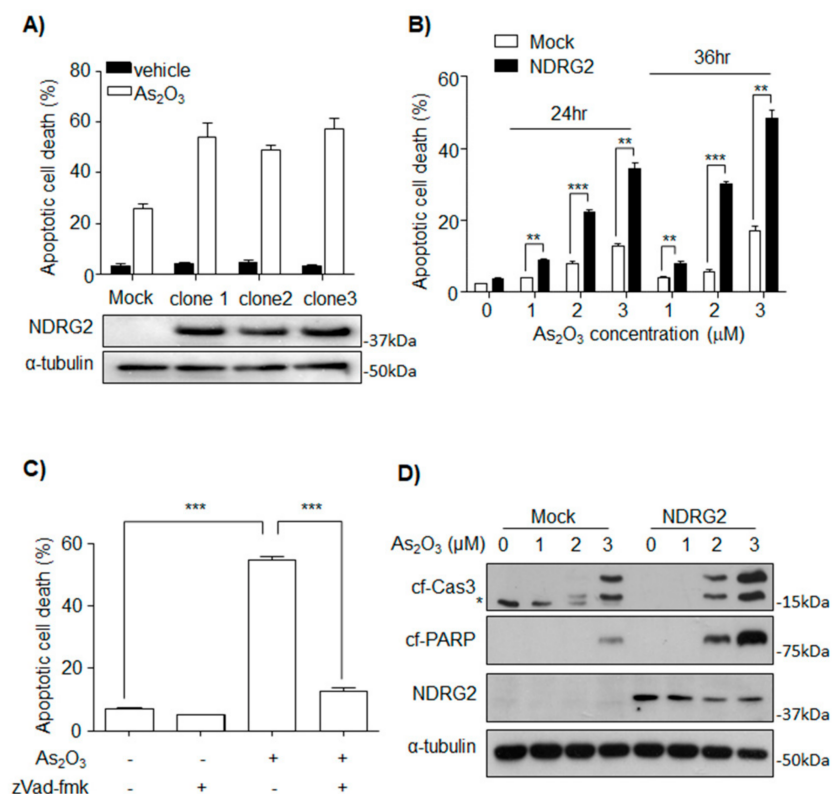 A)
vehicle
As₂O₃
Apoptotic cell death (%)
80
60
40
20
0
Mock clone 1 clone2 clone3
NDRG2
-37kDa
α-tubulin
-50kDa
B)
Mock
NDRG2
36hr
24hr
Apoptotic cell death (%)
60
40
20
0
** *** ** ** *** **
0 1 2 3 1 2 3
As₂O₃ concentration (μM)
C)
*** ***
Apoptotic cell death (%)
60
40
20
0
As₂O₃ - - + +
zVad-fmk - + - +
D)
Mock NDRG2
As₂O₃ (μM) 0 1 2 3 0 1 2 3
cf-Cas3
*
-15kDa
cf-PARP
-75kDa
NDRG2
-37kDa
α-tubulin
-50kDa